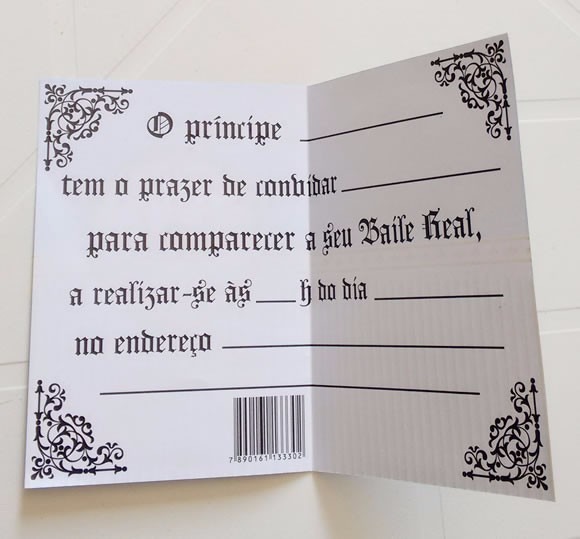 O príncipe
tem o prazer de convidar
para comparecer a seu Baile Real,
a realizar-se às ___ h do dia
no endereço
7 890161 133302